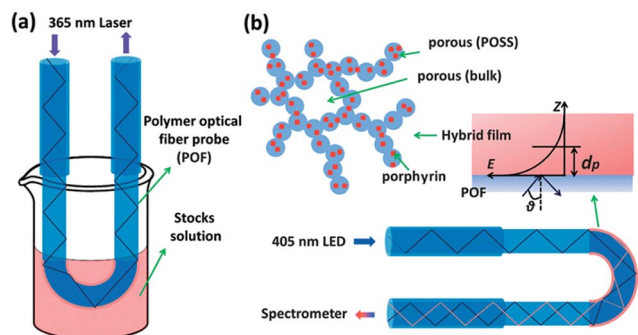 (a)
365 nm Laser
Polymer optical
fiber probe
(POF)
Stocks
solution
(b)
porous (POSS)
porous (bulk)
Hybrid film
porphyrin
Z
E
dp
POF
ϑ
405 nm LED
Spectrometer